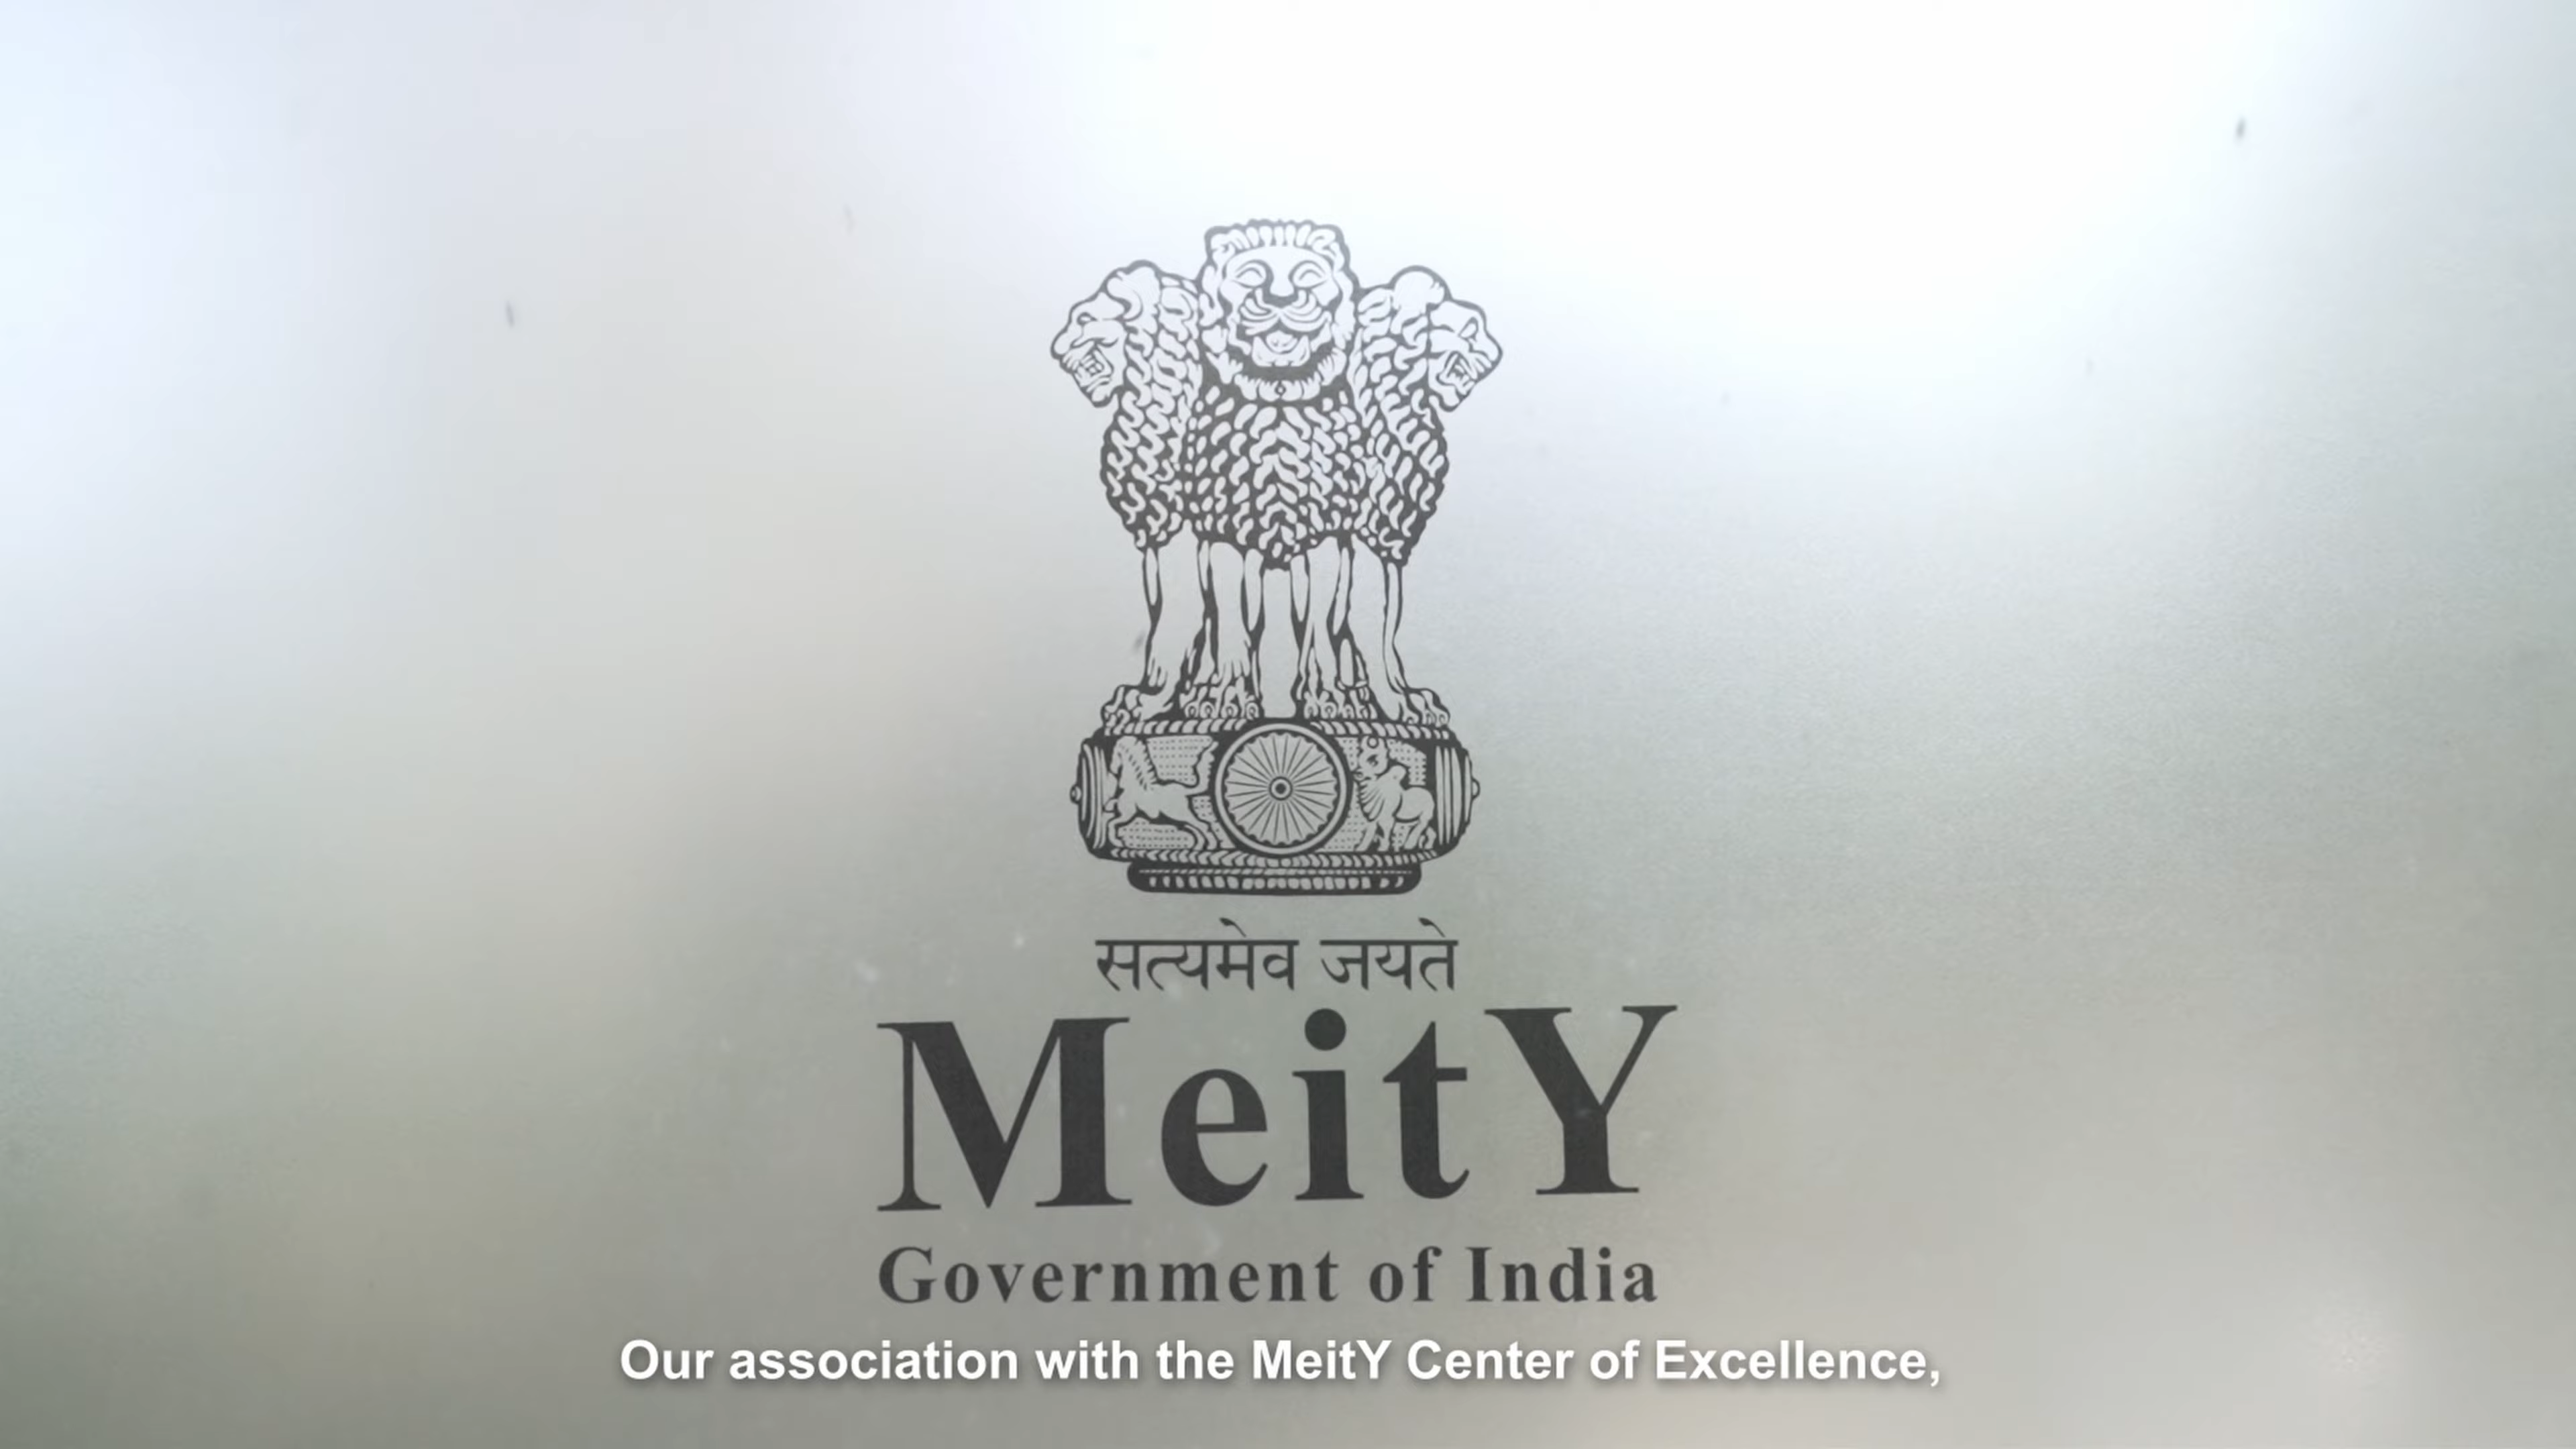 सत्यमेव जयते
MeitY
Government of India
Our association with the MeitY Center of Excellence,